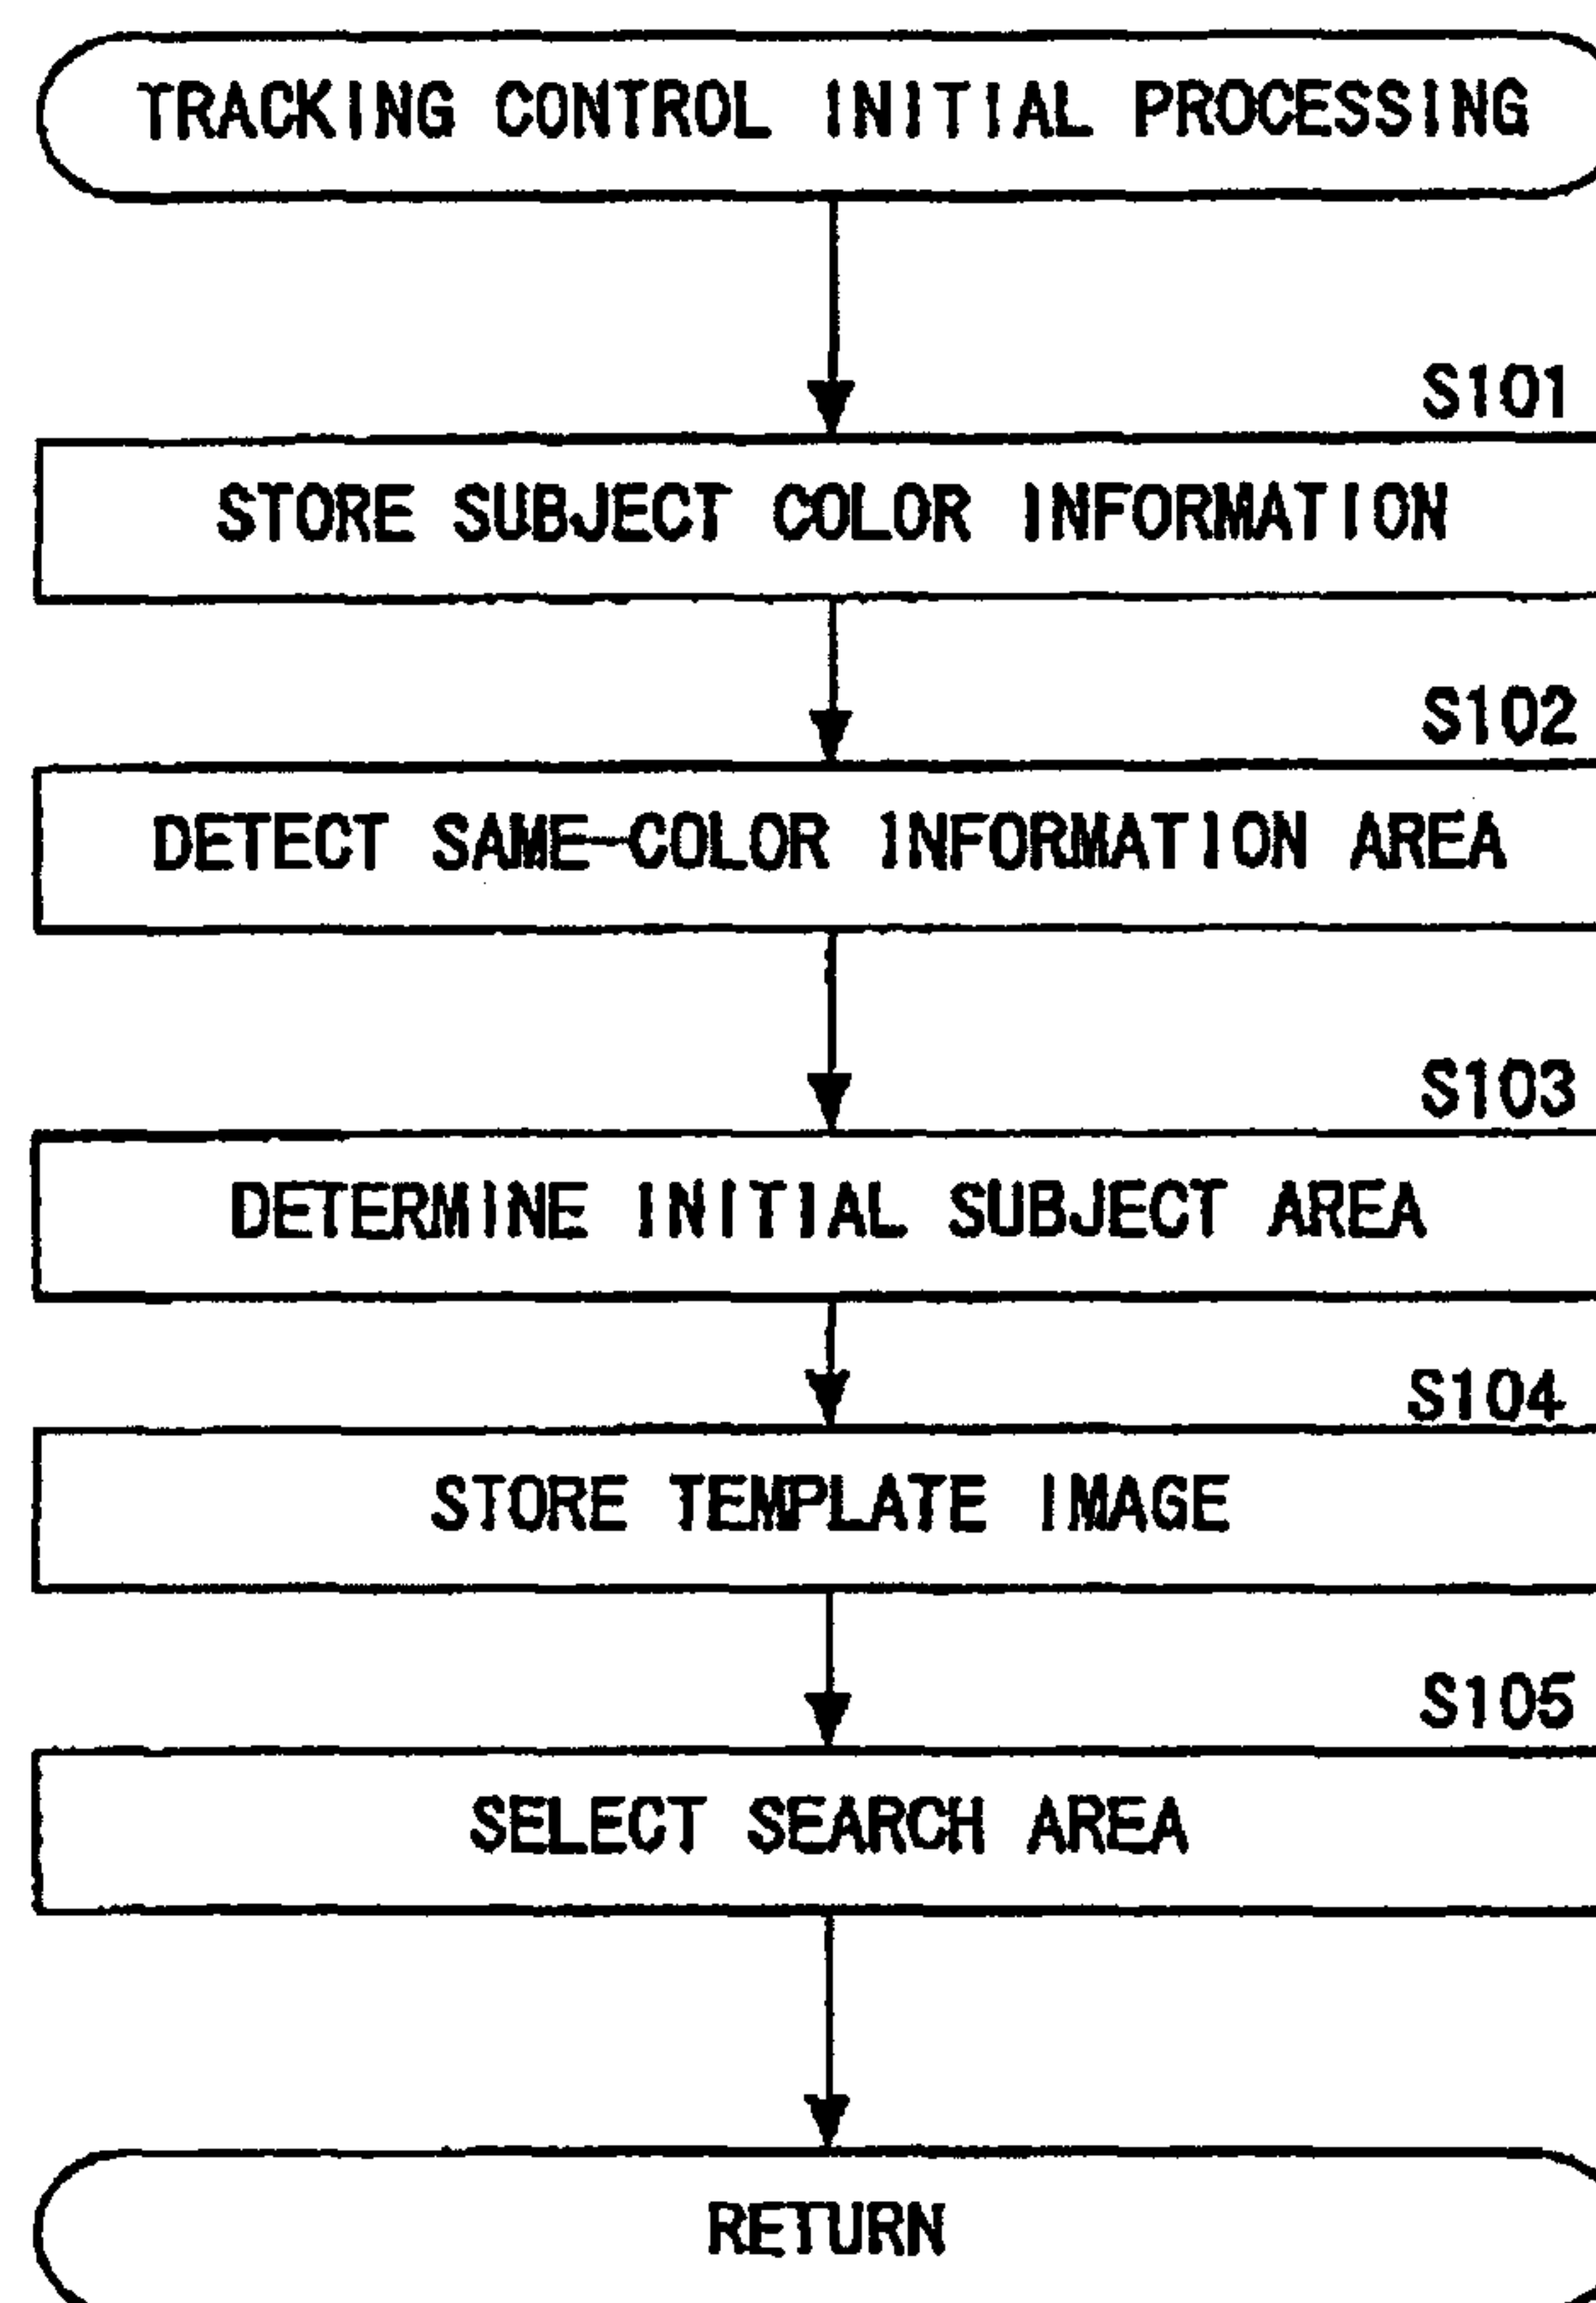 TRACKING CONTROL INITIAL PROCESSING
S101
STORE SUBJECT COLOR INFORMATION
S102
DETECT SAME-COLOR INFORMATION AREA
S103
DETERMINE INITIAL SUBJECT AREA
S104
STORE TEMPLATE IMAGE
S105
SELECT SEARCH AREA
RETURN